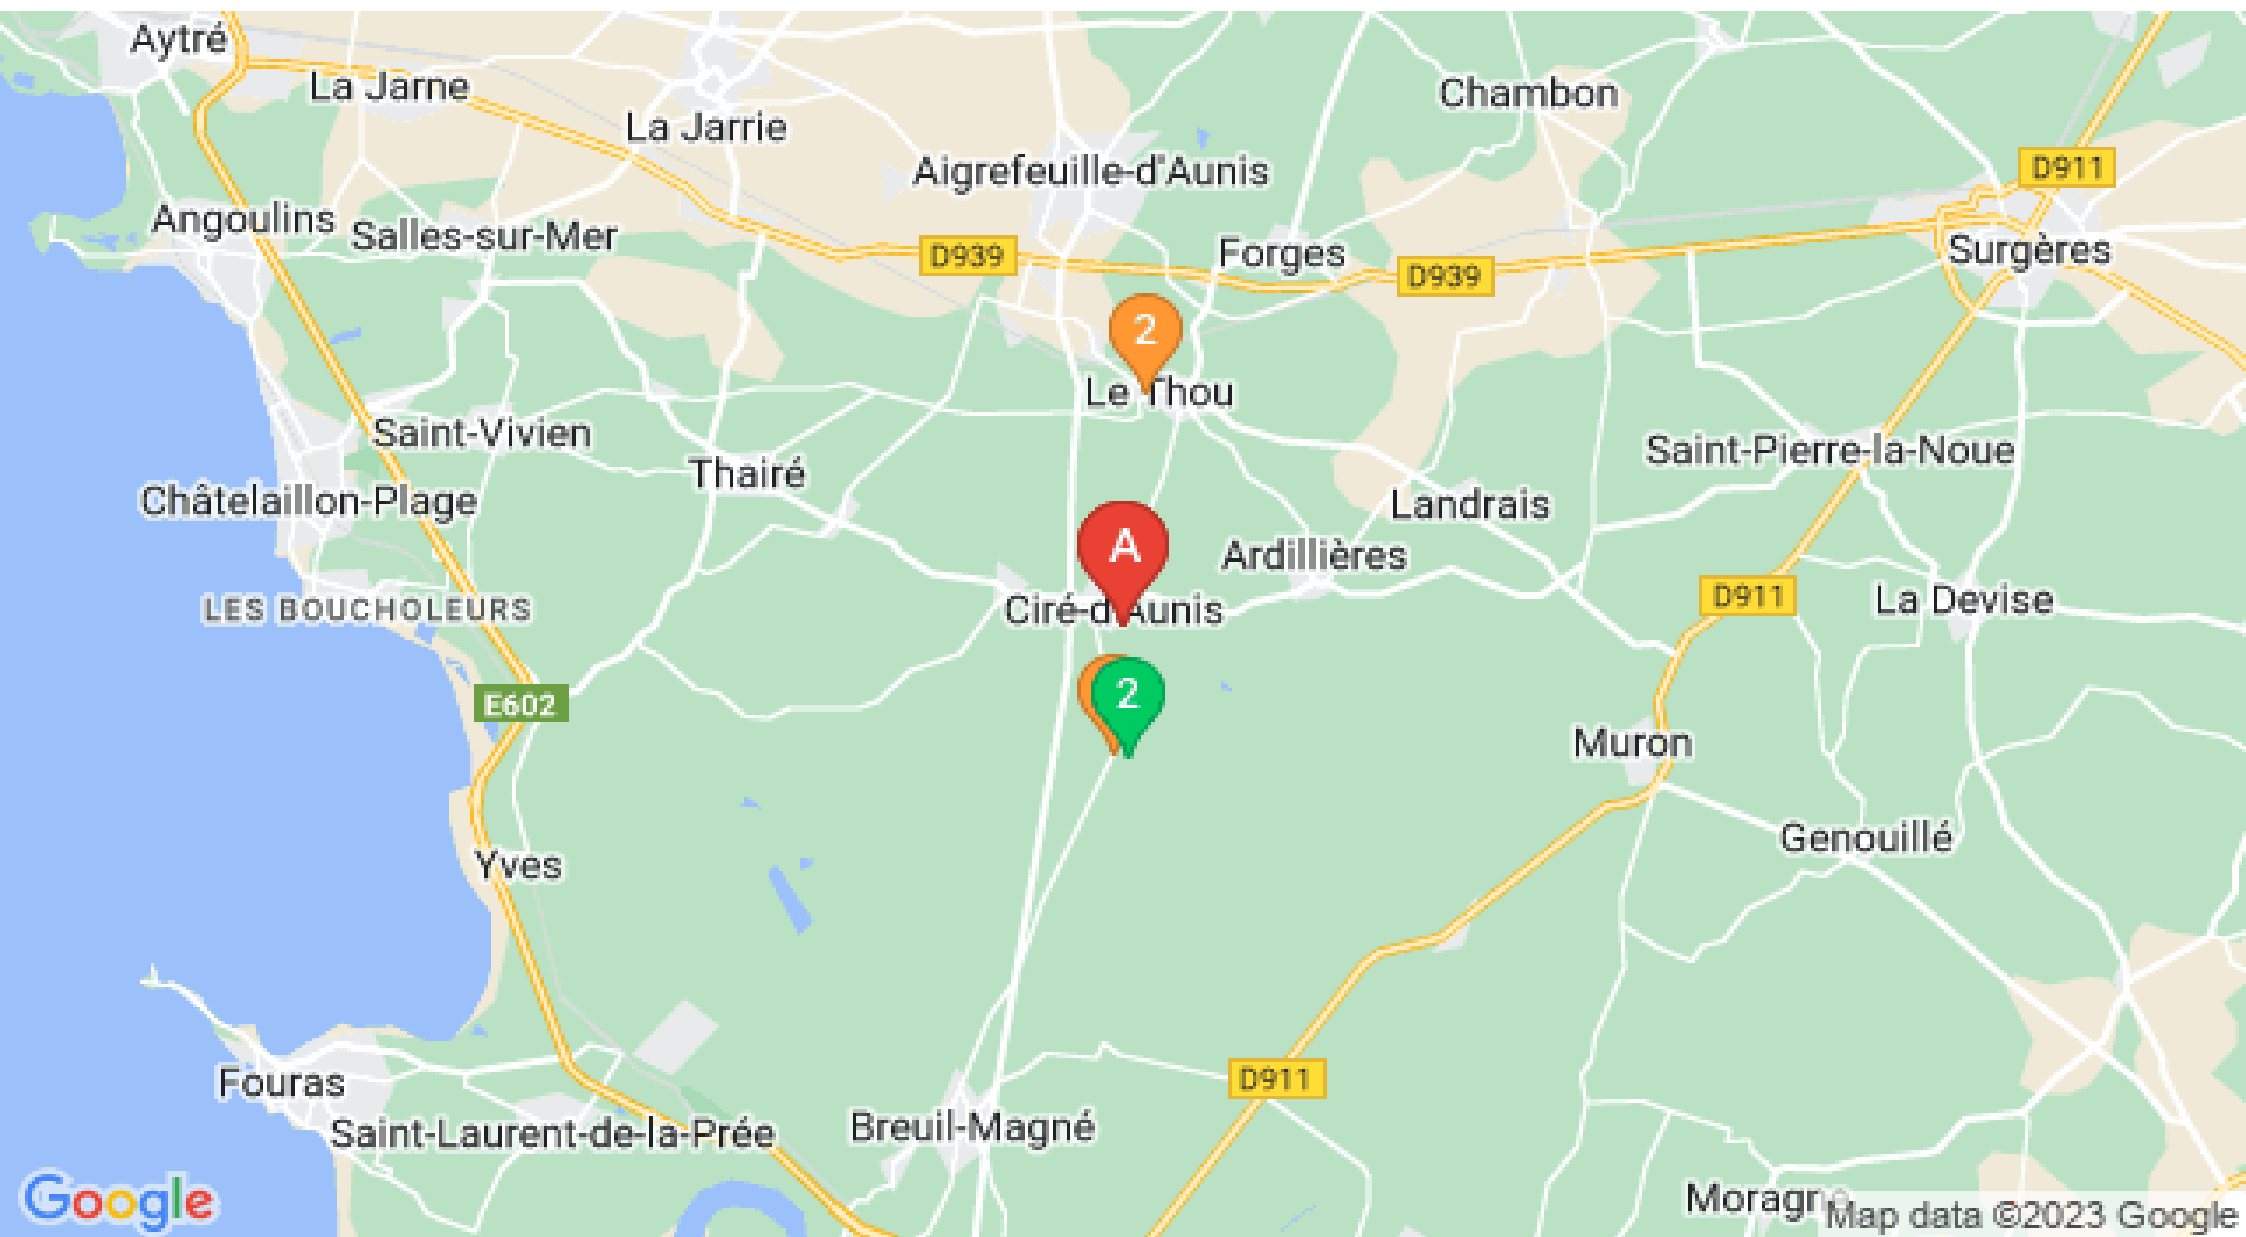 Aytré
La Jarne
Chambon
La Jarrie
Aigrefeuille-d'Aunis
D911
Angoulins
Salles-sur-Mer
D939
Forges
D939
Surgères
2
Le Thou
Saint-Vivien
Thairé
Saint-Pierre-la-Noue
Châtelaillon-Plage
Landrais
A
Ardillières
LES BOUCHOLEURS
Ciré-d'Aunis
D911
La Devise
E602
2
Muron
Genouillé
Yves
Fouras
D911
Saint-Laurent-de-la-Prée
Breuil-Magné
Google
Map data ©2023 Google